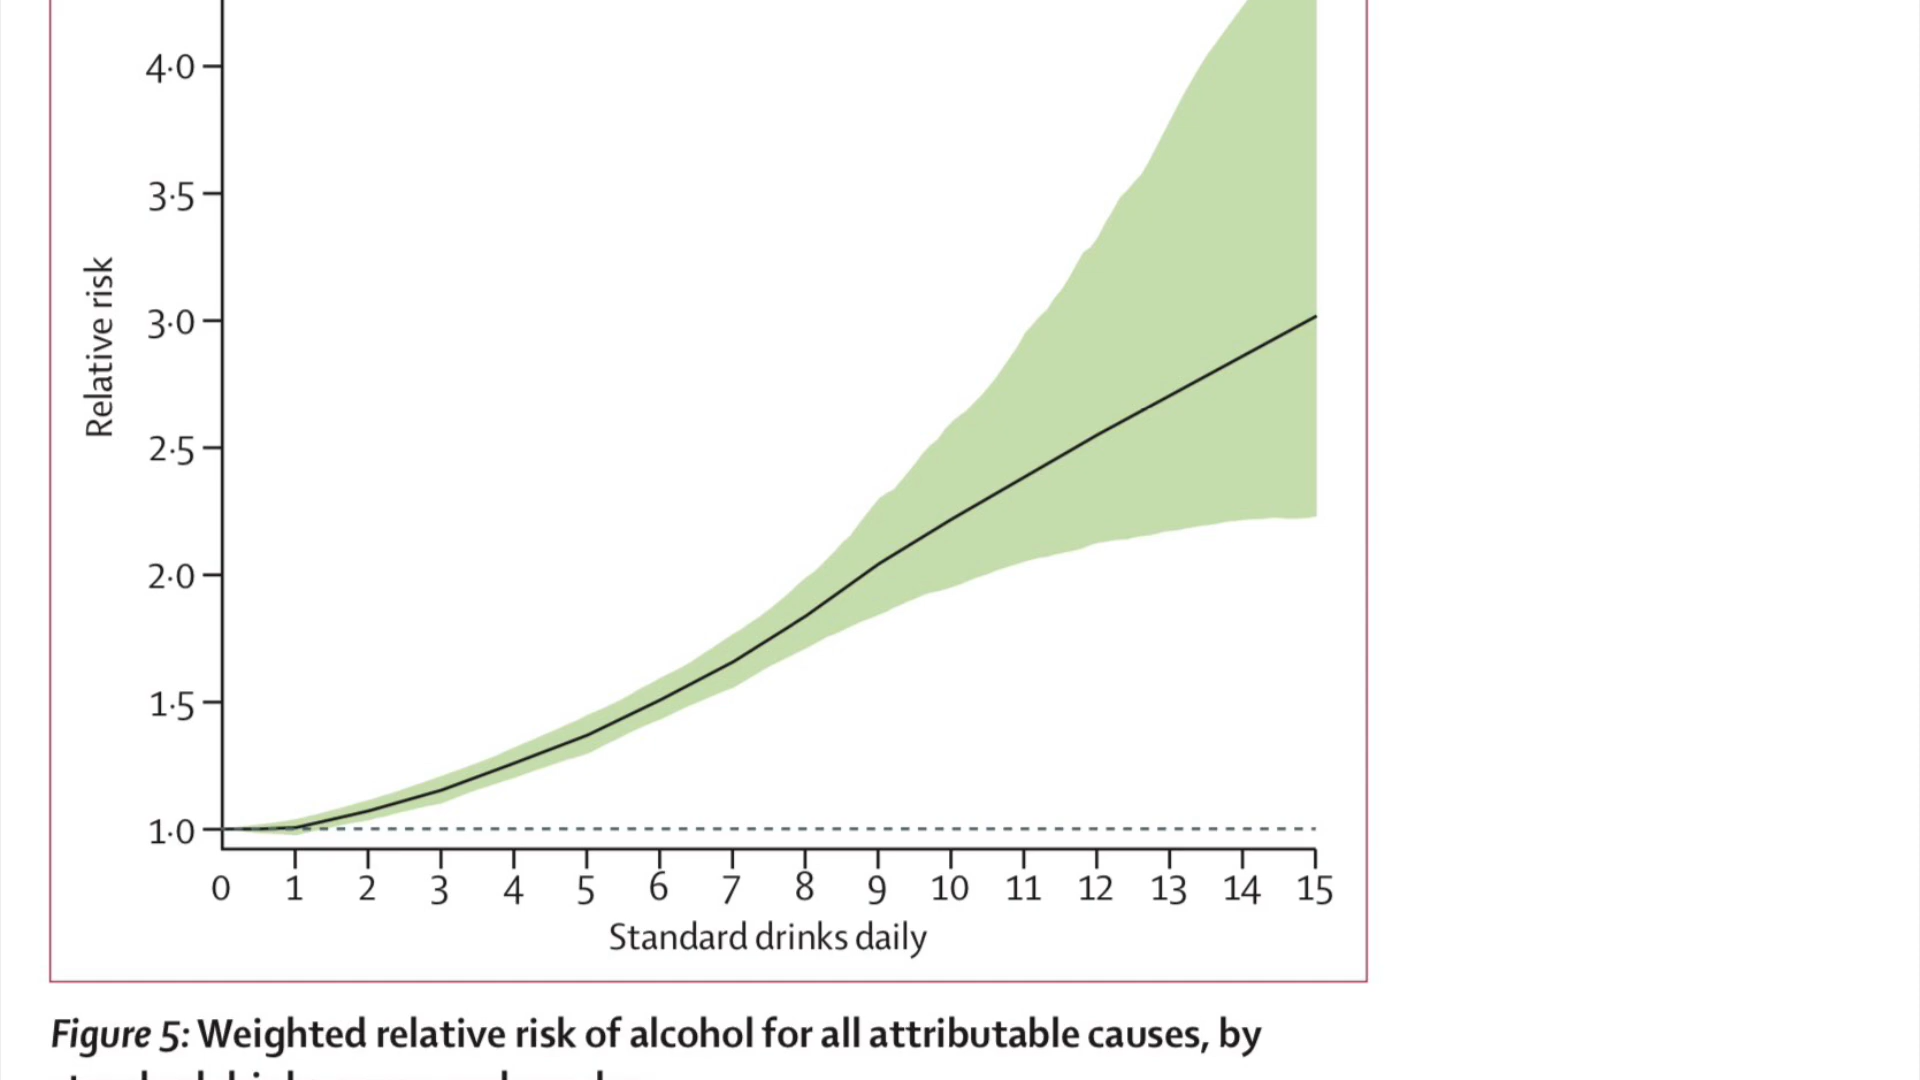 4·0
3·5
3·0
2·5
2·0
1·5
1·0
Relative risk
0 1 2 3 4 5 6 7 8 9 10 11 12 13 14 15
Standard drinks daily
Figure 5: Weighted relative risk of alcohol for all attributable causes, by